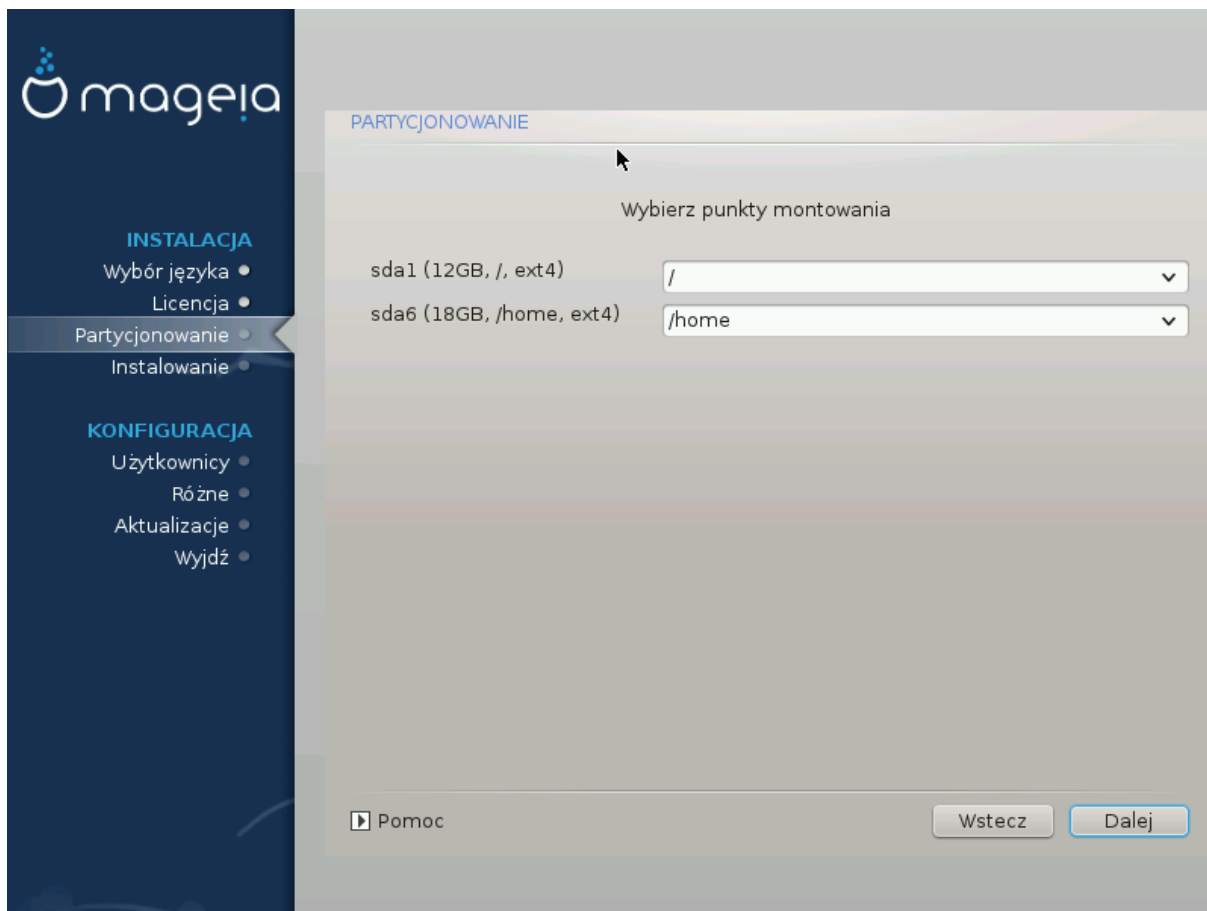 mageia
INSTALACJA
Wybór języka
Licencja
Partycjonowanie
Instalowanie
KONFIGURACJA
Użytkownicy
Różne
Aktualizacje
Wyjdź
PARTYCJONOWANIE
Wybierz punkty montowania
sda1 (12GB, /, ext4)
/
sda6 (18GB, /home, ext4)
/home
Pomoc
Wstecz
Dalej